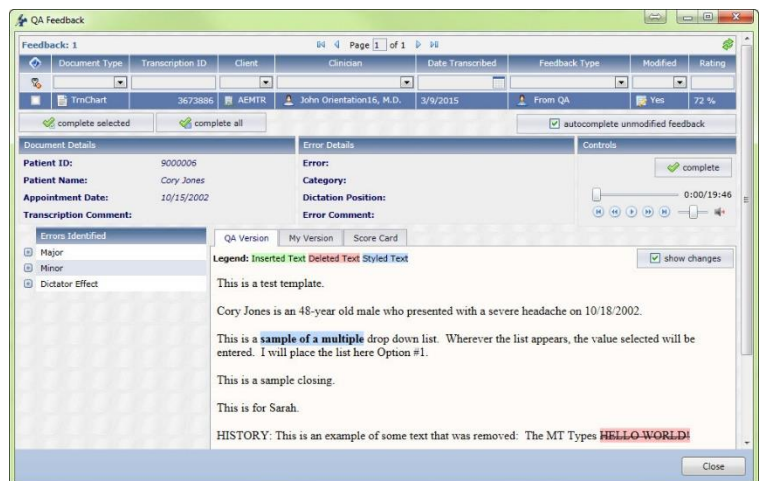 QA Feedback
Feedback: 1 Page 1 of 1
Document Type Transcription ID Client Clinician Date Transcribed Feedback Type Modified Rating
TrnChart 3673886 AEMTR John Orientation16, M.D. 3/9/2015 From QA Yes 72 %
complete selected complete all autocomplete unmodified feedback
Document Details Error Details Controls
Patient ID: 9000006 Error: complete
Patient Name: Cory Jones Category:
Appointment Date: 10/15/2002 Dictation Position: 0:00/19:46
Transcription Comment: Error Comment:
Errors Identified QA Version My Version Score Card
Major Legend: Inserted Text Deleted Text Styled Text show changes
Minor
Dictator Effect This is a test template.
Cory Jones is an 48-year old male who presented with a severe headache on 10/18/2002.
This is a sample of a multiple drop down list. Wherever the list appears, the value selected will be
entered. I will place the list here Option #1.
This is a sample closing.
This is for Sarah.
HISTORY: This is an example of some text that was removed: The MT Types HELLO WORLD!
Close